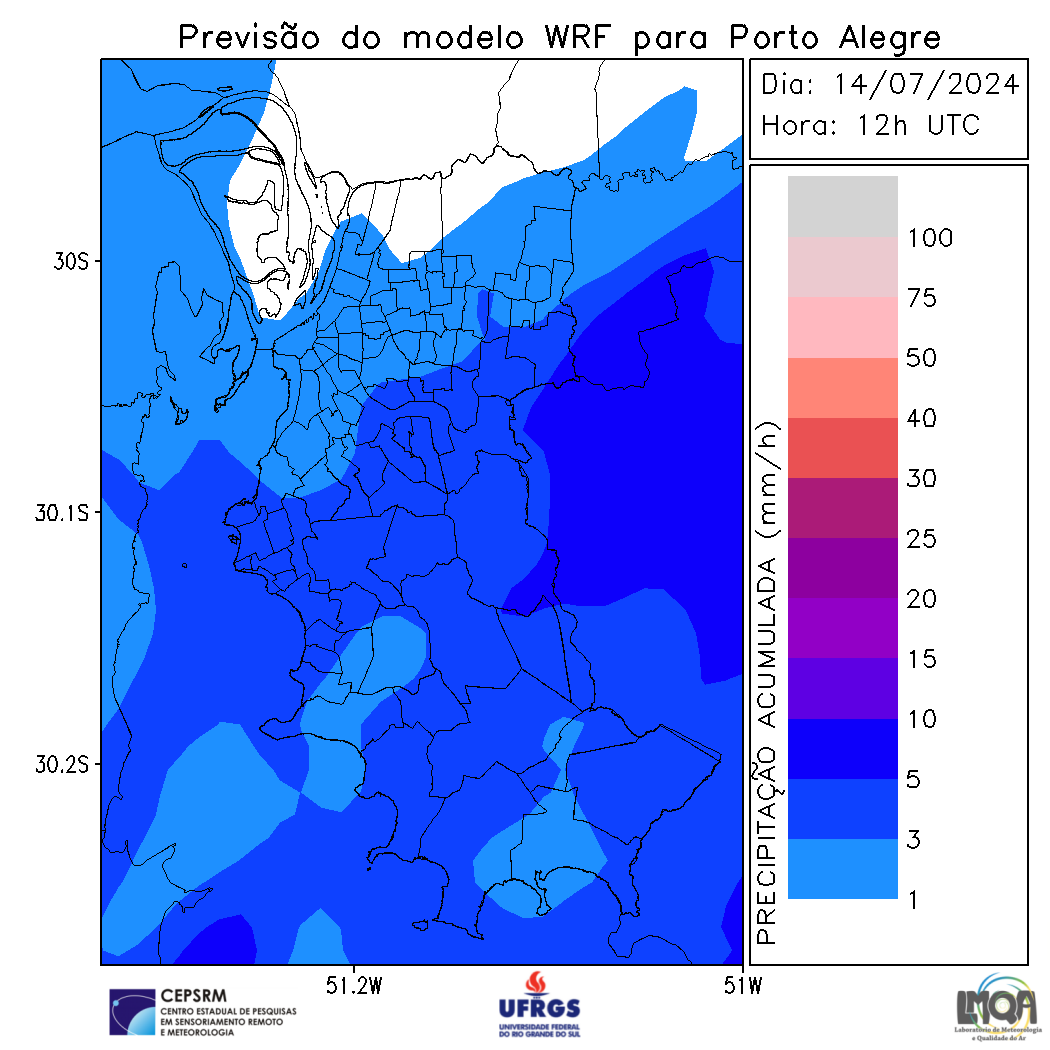 Previsão do modelo WRF para Porto Alegre
Dia: 14/07/2024
Hora: 12h UTC
30S
30.1S
30.2S
51.2W
51W
PRECIPITAÇÃO ACUMULADA (mm/h)
100
75
50
40
30
25
20
15
10
5
3
1
CEPSRM
CENTRO ESTADUAL DE PESQUISAS
EM SENSORIAMENTO REMOTO
E METEOROLOGIA
UFRGS
UNIVERSIDADE FEDERAL
DO RIO GRANDE DO SUL
LMQA
Laboratório de Meteorologia
e Qualidade do Ar